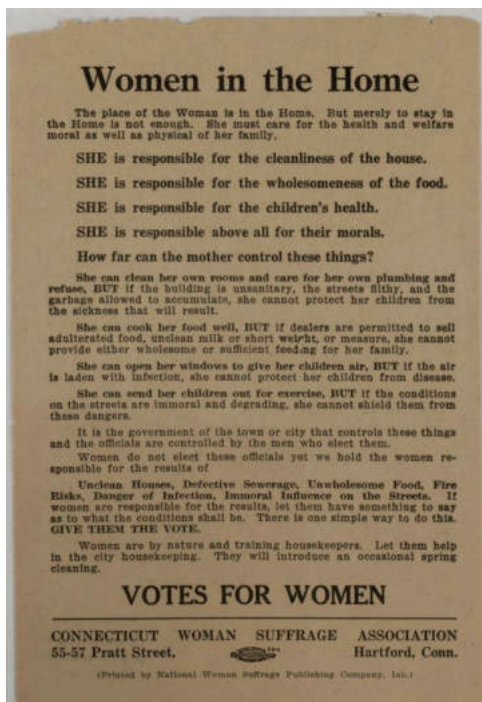 Women in the Home
The place of the Woman is in the Home. But merely to stay in
the Home is not enough. She must care for the health and welfare
moral as well as physical of her family.
SHE is responsible for the cleanliness of the house.
SHE is responsible for the wholesomeness of the food.
SHE is responsible for the children's health.
SHE is responsible above all for their morals.
How far can the mother control these things?
She can clean her own rooms and care for her own plumbing and
refuse, BUT if the building is unsanitary, the streets filthy, and the
garbage allowed to accumulate, she cannot protect her children from
the sickness that will result.
She can cook her food well, BUT if dealers are permitted to sell
adulterated food, unclean milk or short weight, or measure, she cannot
provide either wholesome or sufficient feeding for her family.
She can open her windows to give her children air, BUT if the air
is laden with infection, she cannot protect her children from disease.
She can send her children out for exercise, BUT if the conditions
on the streets are immoral and degrading, she cannot shield them from
these dangers.
It is the government of the town or city that controls these things
and the officials are controlled by the men who elect them.
Women do not elect these officials yet we hold the women re-
sponsible for the results of
Unclean Houses, Defective Sewerage, Unwholesome Food, Fire
Risks, Danger of Infection, Immoral Influence on the Streets. If
women are responsible for the results, let them have something to say
as to what the conditions shall be. There is one simple way to do this.
GIVE THEM THE VOTE.
Women are by nature and training housekeepers. Let them help
in the city housekeeping. They will introduce an occasional spring
cleaning.
VOTES FOR WOMEN
CONNECTICUT WOMAN SUFFRAGE ASSOCIATION
55-57 Pratt Street, Hartford, Conn.
(Printed by National Woman Suffrage Publishing Company, Inc.)